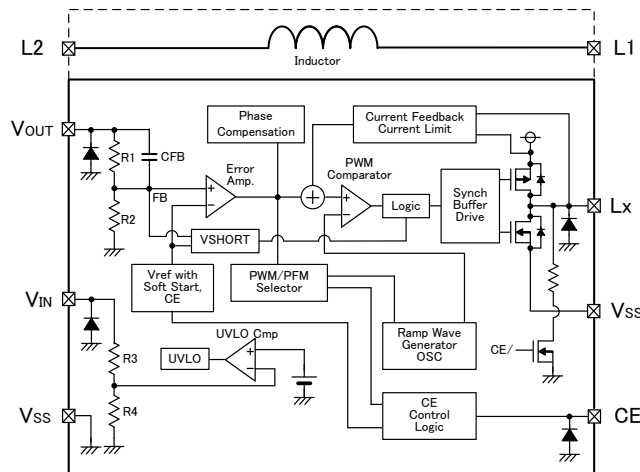 L2
L1
Inductor
VOUT
R1
CFB
R2
FB
Phase
Compensation
Error
Amp.
Current Feedback
Current Limit
PWM
Comparator
Logic
Synch
Buffer
Drive
Lx
VSHORT
Vref with
Soft Start,
CE
PWM/PFM
Selector
Ramp Wave
Generator
OSC
VIN
VSS
CE/
R3
UVLO
UVLO Cmp
R4
VSS
CE
Control
Logic
CE